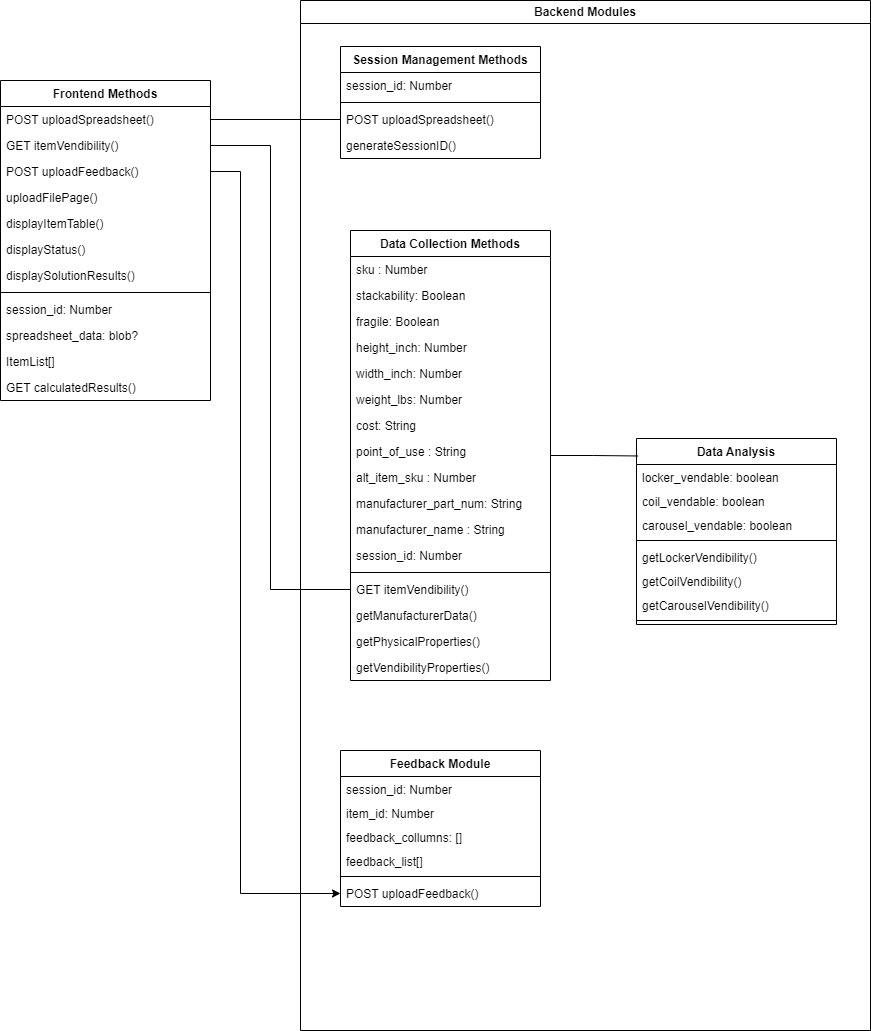 Backend Modules
Frontend Methods
POST uploadSpreadsheet()
GET itemVendibility()
POST uploadFeedback()
uploadFilePage()
displayItemTable()
displayStatus()
displaySolutionResults()
session_id: Number
spreadsheet_data: blob?
ItemList[]
GET calculatedResults()
Session Management Methods
session_id: Number
POST uploadSpreadsheet()
generateSessionID()
Data Collection Methods
sku : Number
stackability: Boolean
fragile: Boolean
height_inch: Number
width_inch: Number
weight_lbs: Number
cost: String
point_of_use : String
alt_item_sku : Number
manufacturer_part_num: String
manufacturer_name : String
session_id: Number
GET itemVendibility()
getManufacturerData()
getPhysicalProperties()
getVendibilityProperties()
Data Analysis
locker_vendable: boolean
coil_vendable: boolean
carousel_vendable: boolean
getLockerVendibility()
getCoilVendibility()
getCarouselVendibility()
Feedback Module
session_id: Number
item_id: Number
feedback_collumns: []
feedback_list[]
POST uploadFeedback()